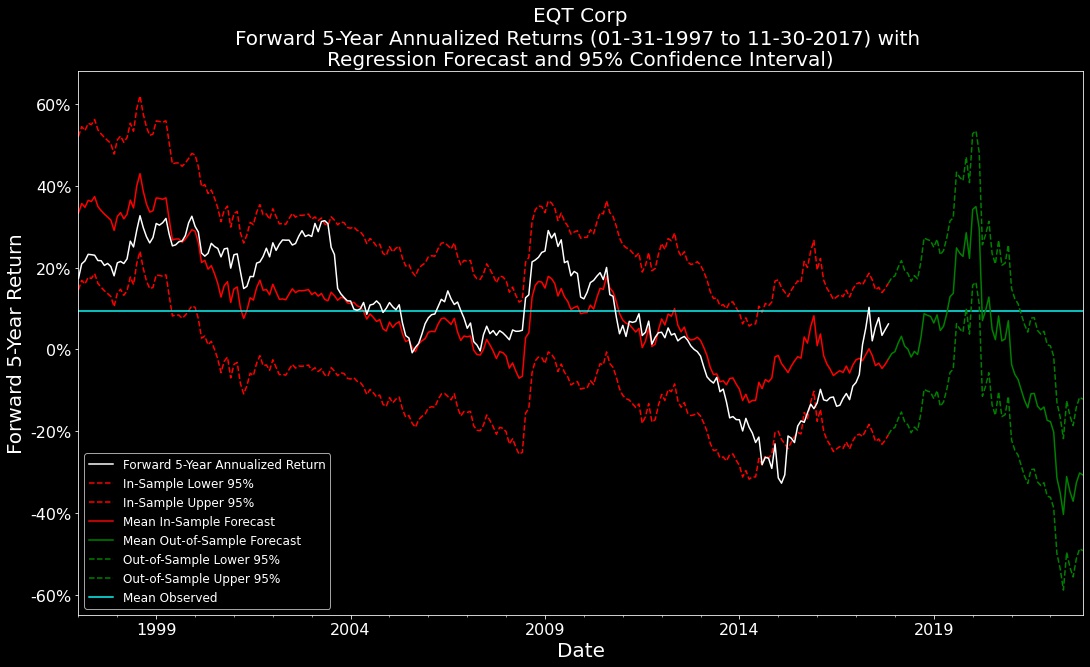 EQT Corp
Forward 5-Year Annualized Returns (01-31-1997 to 11-30-2017) with
Regression Forecast and 95% Confidence Interval)
Forward 5-Year Return
60%
40%
20%
0%
-20%
-40%
-60%
Forward 5-Year Annualized Return
In-Sample Lower 95%
In-Sample Upper 95%
Mean In-Sample Forecast
Mean Out-of-Sample Forecast
Out-of-Sample Lower 95%
Out-of-Sample Upper 95%
Mean Observed
1999 2004 2009 2014 2019
Date